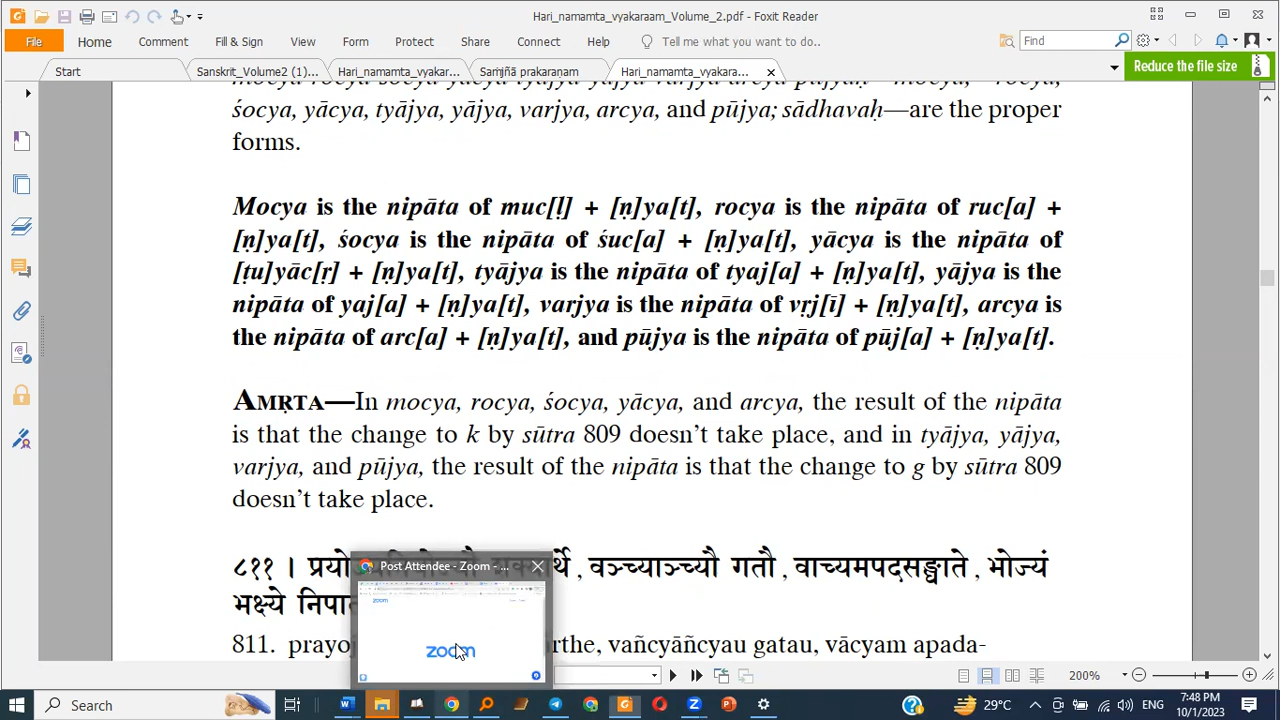 Hari_namamta_vyakaraam_Volume_2.pdf - Foxit Reader
File Home Comment Fill & Sign View Form Protect Share Connect Help Tell me what you want to do.. Find
Start Sanskrit_Volume2 (1)... Hari_namamta_vyakar... Saṁjñā prakaraṇam Hari_namamta_vyakara... Reduce the file size
śocya, yācya, tyājya, yājya, varjya, arcya, and pūjya; sādhavaḥ—are the proper
forms.
Mocya is the nipāta of muc[ḷ] + [ṇ]ya[t], rocya is the nipāta of ruc[a] +
[ṇ]ya[t], śocya is the nipāta of śuc[a] + [ṇ]ya[t], yācya is the nipāta of
[ṭu]yāc[ṛ] + [ṇ]ya[t], tyājya is the nipāta of tyaj[a] + [ṇ]ya[t], yājya is the
nipāta of yaj[a] + [ṇ]ya[t], varjya is the nipāta of vṛj[ī] + [ṇ]ya[t], arcya is
the nipāta of arc[a] + [ṇ]ya[t], and pūjya is the nipāta of pūj[a] + [ṇ]ya[t].
AMṚTA—In mocya, rocya, śocya, yācya, and arcya, the result of the nipāta
is that the change to k by sūtra 809 doesn't take place, and in tyājya, yājya,
varjya, and pūjya, the result of the nipāta is that the change to g by sūtra 809
doesn't take place.
८११ । वञ्च्याञ्च्यौ गतौ , वाच्यमपदसङ्घाते , भोज्यं
भक्ष्ये
811. vañcyāñcyau gatau, vācyam apada-
Post Attendee - Zoom - ...
zoom
zoom
200%
Search
29°C
7:48 PM
10/1/2023